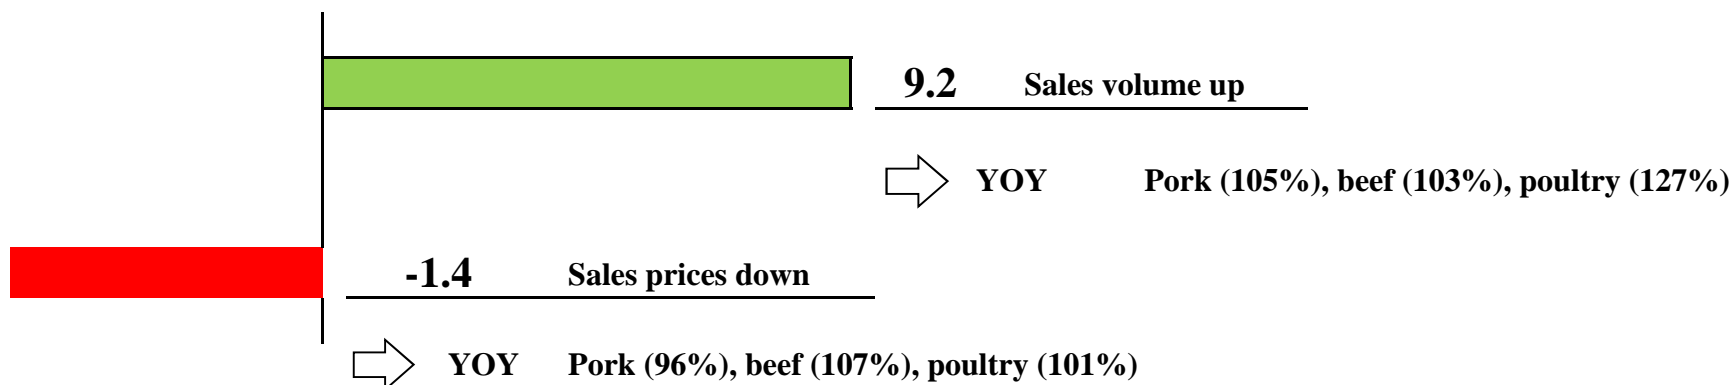 9.2 Sales volume up
YOY Pork (105%), beef (103%), poultry (127%)
-1.4 Sales prices down
YOY Pork (96%), beef (107%), poultry (101%)